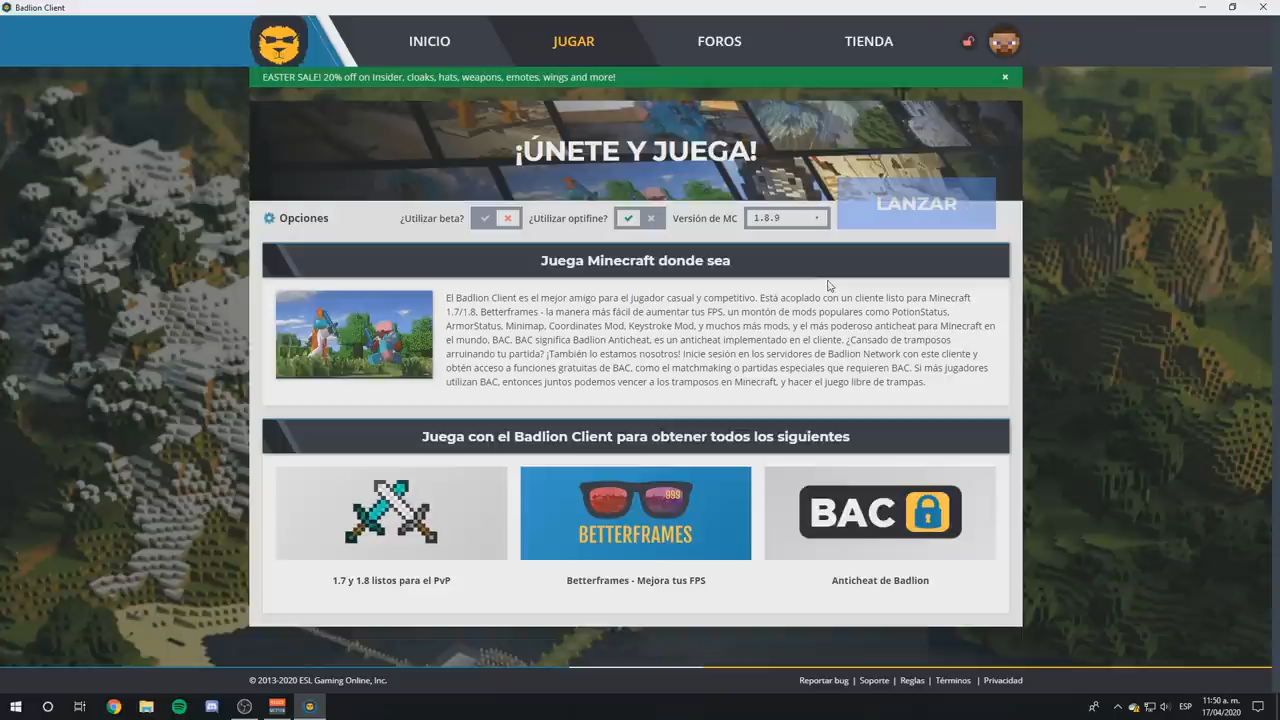 Badlion Client
INICIO
JUGAR
FOROS
TIENDA
EASTER SALE! 20% off on Insider, cloaks, hats, weapons, emotes, wings and more!
¡ÚNETE Y JUEGA!
LANZAR
Opciones
¿Utilizar beta?
¿Utilizar optifine?
Versión de MC
1.8.9
Juega Minecraft donde sea
El Badlion Client es el mejor amigo para el jugador casual y competitivo. Está acoplado con un cliente listo para Minecraft
1.7/1.8, Betterframes - la manera más fácil de aumentar tus FPS, un montón de mods populares como PotionStatus,
ArmorStatus, Minimap, Coordinates Mod, Keystroke Mod, y muchos más mods, y el más poderoso anticheat para Minecraft en
el mundo, BAC. BAC significa Badlion Anticheat, es un anticheat implementado en el cliente. ¿Cansado de tramposos
arruinando tu partida? ¡También lo estamos nosotros! Inicie sesión en los servidores de Badlion Network con este cliente y
obtén acceso a funciones gratuitas de BAC, como el matchmaking o partidas especiales que requieren BAC. Si más jugadores
utilizan BAC, entonces juntos podemos vencer a los tramposos en Minecraft, y hacer el juego libre de trampas.
Juega con el Badlion Client para obtener todos los siguientes
999
BETTERFRAMES
BAC
1.7 y 1.8 listos para el PvP
Betterframes - Mejora tus FPS
Anticheat de Badlion
© 2013-2020 ESL Gaming Online, Inc.
Reportar bug | Soporte | Reglas | Términos | Privacidad
ESP
11:50 a. m.
17/04/2020